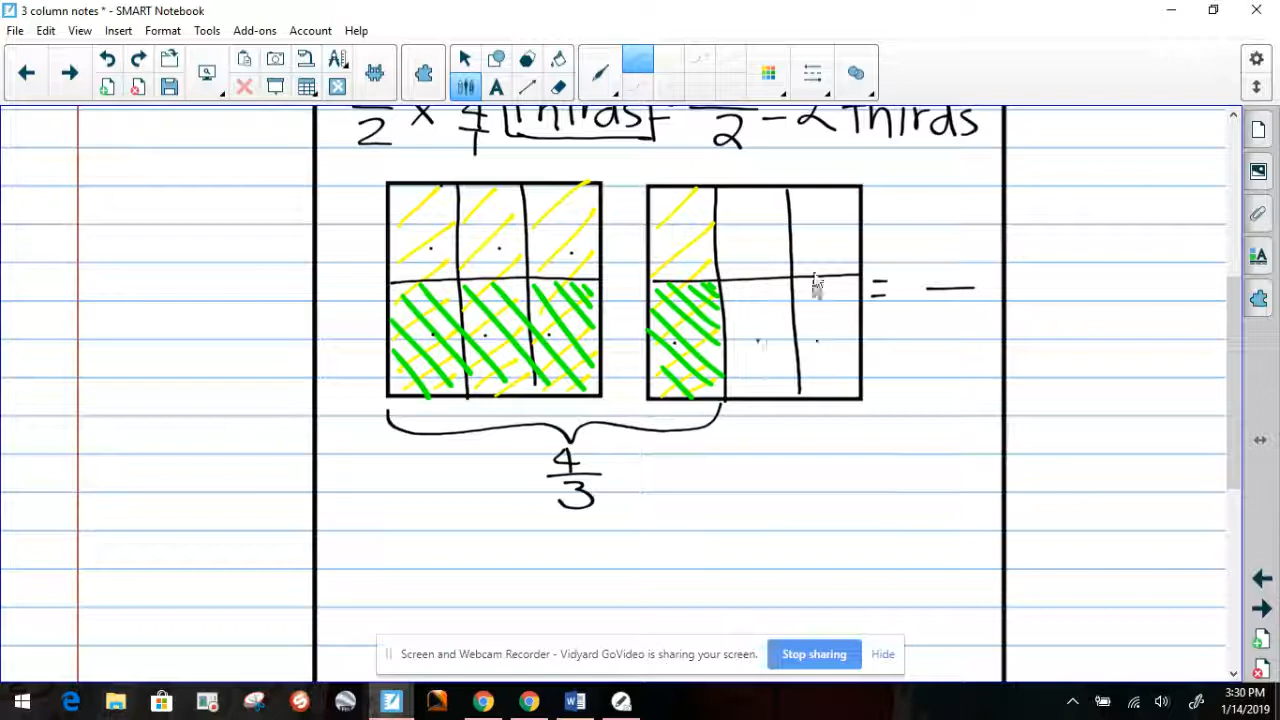 3 column notes * - SMART Notebook
File Edit View Insert Format Tools Add-ons Account Help
2 × 4/1 Thirds = 2 - 2 Thirds
= —
4
3
Screen and Webcam Recorder - Vidyard GoVideo is sharing your screen. Stop sharing Hide
3:30 PM
1/14/2019